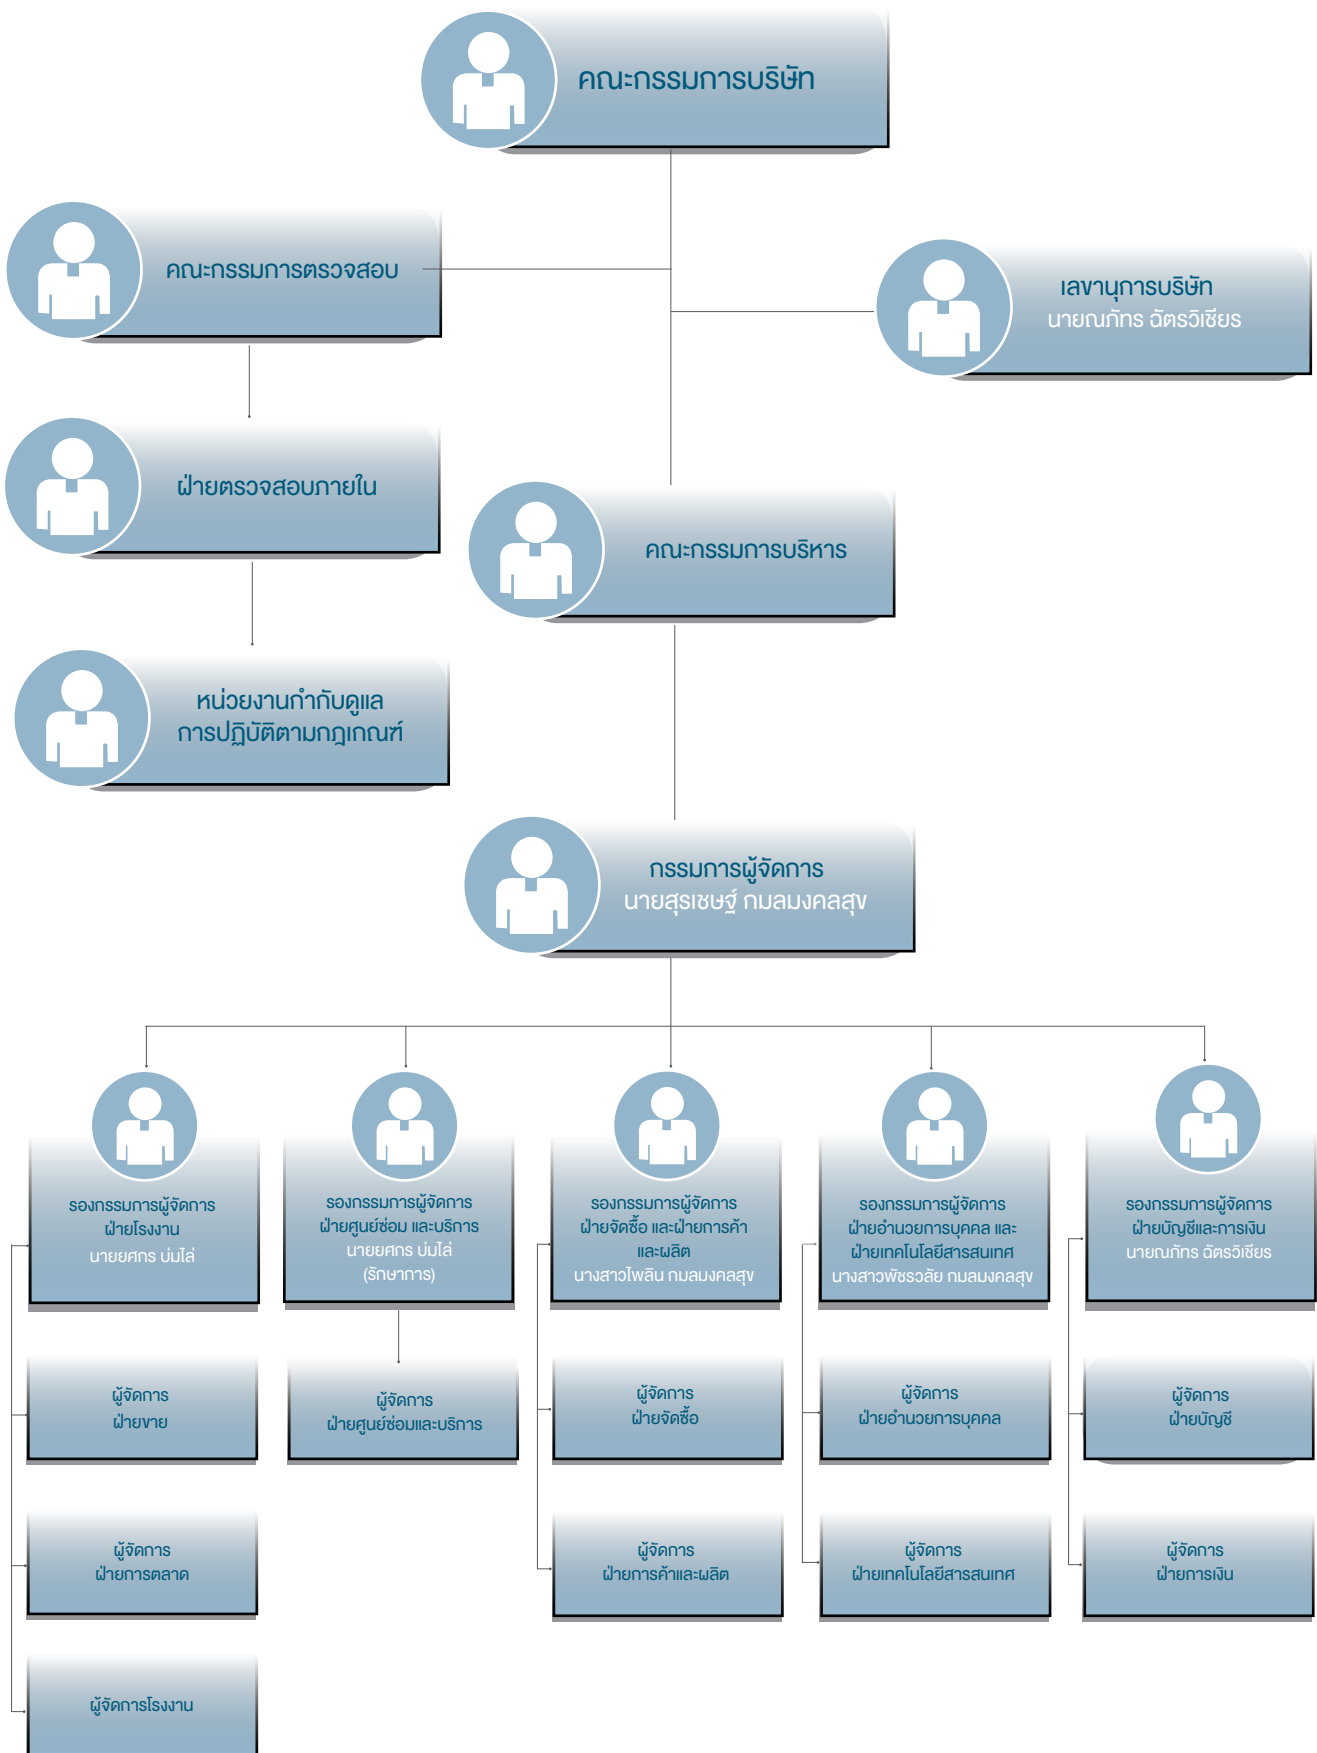 คณะกรรมการบริษัท
คณะกรรมการตรวจสอบ
เลขานุการบริษัท
นายณภัทร ฉัตรวิเชียร
ฝ่ายตรวจสอบภายใน
คณะกรรมการบริหาร
หน่วยงานกำกับดูแล
การปฏิบัติตามกฎเกณฑ์
กรรมการผู้จัดการ
นายสุรเชษฐ์ กมลมงคลสุข
รองกรรมการผู้จัดการ
ฝ่ายโรงงาน
นายยศกร บ่มไล่
รองกรรมการผู้จัดการ
ฝ่ายศูนย์ซ่อม และบริการ
นายยศกร บ่มไล่
(รักษาการ)
รองกรรมการผู้จัดการ
ฝ่ายจัดซื้อ และฝ่ายการค้า
และผลิต
นางสาวไพลิน กมลมงคลสุข
รองกรรมการผู้จัดการ
ฝ่ายอำนวยการบุคคล และ
ฝ่ายเทคโนโลยีสารสนเทศ
นางสาวพัชรวลัย กมลมงคลสุข
รองกรรมการผู้จัดการ
ฝ่ายบัญชีและการเงิน
นายณภัทร ฉัตรวิเชียร
ผู้จัดการ
ฝ่ายขาย
ผู้จัดการ
ฝ่ายศูนย์ซ่อมและบริการ
ผู้จัดการ
ฝ่ายจัดซื้อ
ผู้จัดการ
ฝ่ายอำนวยการบุคคล
ผู้จัดการ
ฝ่ายบัญชี
ผู้จัดการ
ฝ่ายการตลาด
ผู้จัดการ
ฝ่ายการค้าและผลิต
ผู้จัดการ
ฝ่ายเทคโนโลยีสารสนเทศ
ผู้จัดการ
ฝ่ายการเงิน
ผู้จัดการโรงงาน